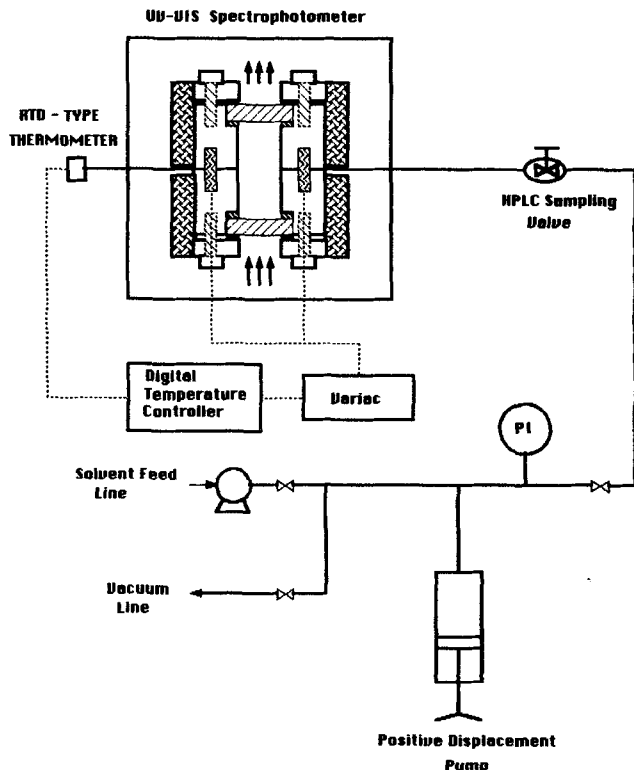 UV-VIS Spectrophotometer
RTD - TYPE
THERMOMETER
HPLC Sampling
Valve
Digital
Temperature
Controller
Variac
PI
Solvent Feed
Line
Vacuum
Line
Positive Displacement
Pump